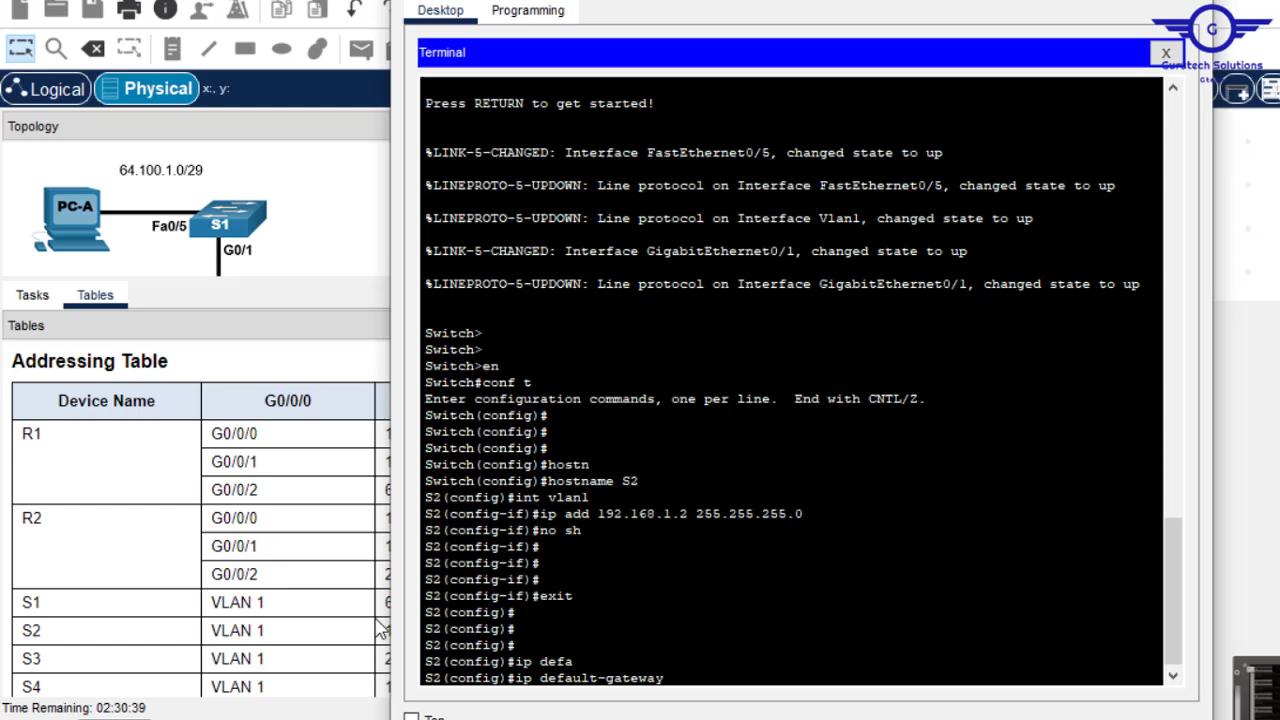 Desktop
Programming
G
Gurutech Solutions
Terminal
X
Logical
Physical
x:, y:
Topology
64.100.1.0/29
PC-A
Fa0/5
S1
G0/1
Tasks
Tables
Tables
Addressing Table
Device Name
G0/0/0
R1
G0/0/0
G0/0/1
G0/0/2
R2
G0/0/0
G0/0/1
G0/0/2
S1
VLAN 1
S2
VLAN 1
S3
VLAN 1
S4
VLAN 1
Time Remaining: 02:30:39
Press RETURN to get started!
%LINK-5-CHANGED: Interface FastEthernet0/5, changed state to up
%LINEPROTO-5-UPDOWN: Line protocol on Interface FastEthernet0/5, changed state to up
%LINEPROTO-5-UPDOWN: Line protocol on Interface Vlan1, changed state to up
%LINK-5-CHANGED: Interface GigabitEthernet0/1, changed state to up
%LINEPROTO-5-UPDOWN: Line protocol on Interface GigabitEthernet0/1, changed state to up
Switch>
Switch>
Switch>en
Switch#conf t
Enter configuration commands, one per line.  End with CNTL/Z.
Switch(config)#
Switch(config)#
Switch(config)#
Switch(config)#hostn
Switch(config)#hostname S2
S2(config)#int vlan1
S2(config-if)#ip add 192.168.1.2 255.255.255.0
S2(config-if)#no sh
S2(config-if)#
S2(config-if)#
S2(config-if)#
S2(config-if)#exit
S2(config)#
S2(config)#
S2(config)#
S2(config)#ip defa
S2(config)#ip default-gateway